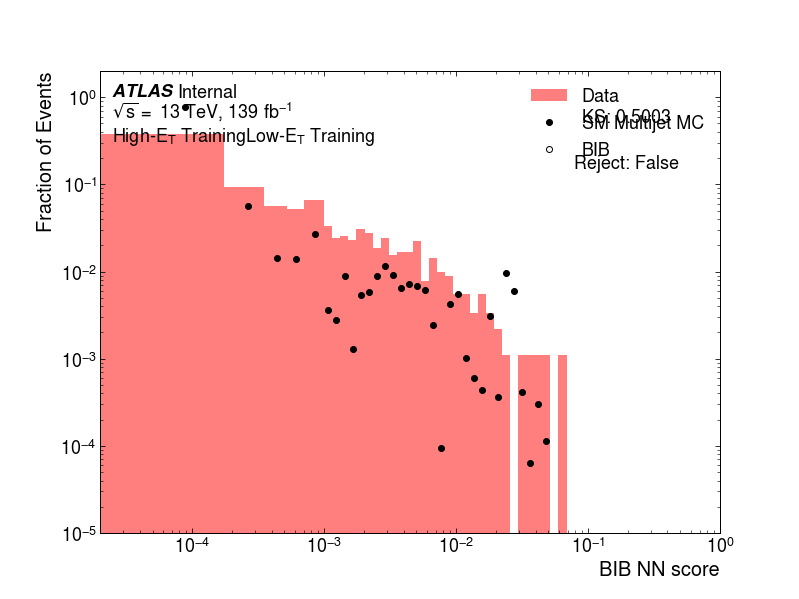 ATLAS Internal
√s = 13 TeV, 139 fb⁻¹
High-E_T TrainingLow-E_T Training
Data
KS: 0.5003
SM Multijet MC
BIB
Reject: False
Fraction of Events
10⁰
10⁻¹
10⁻²
10⁻³
10⁻⁴
10⁻⁵
10⁻⁴
10⁻³
10⁻²
10⁻¹
10⁰
BIB NN score